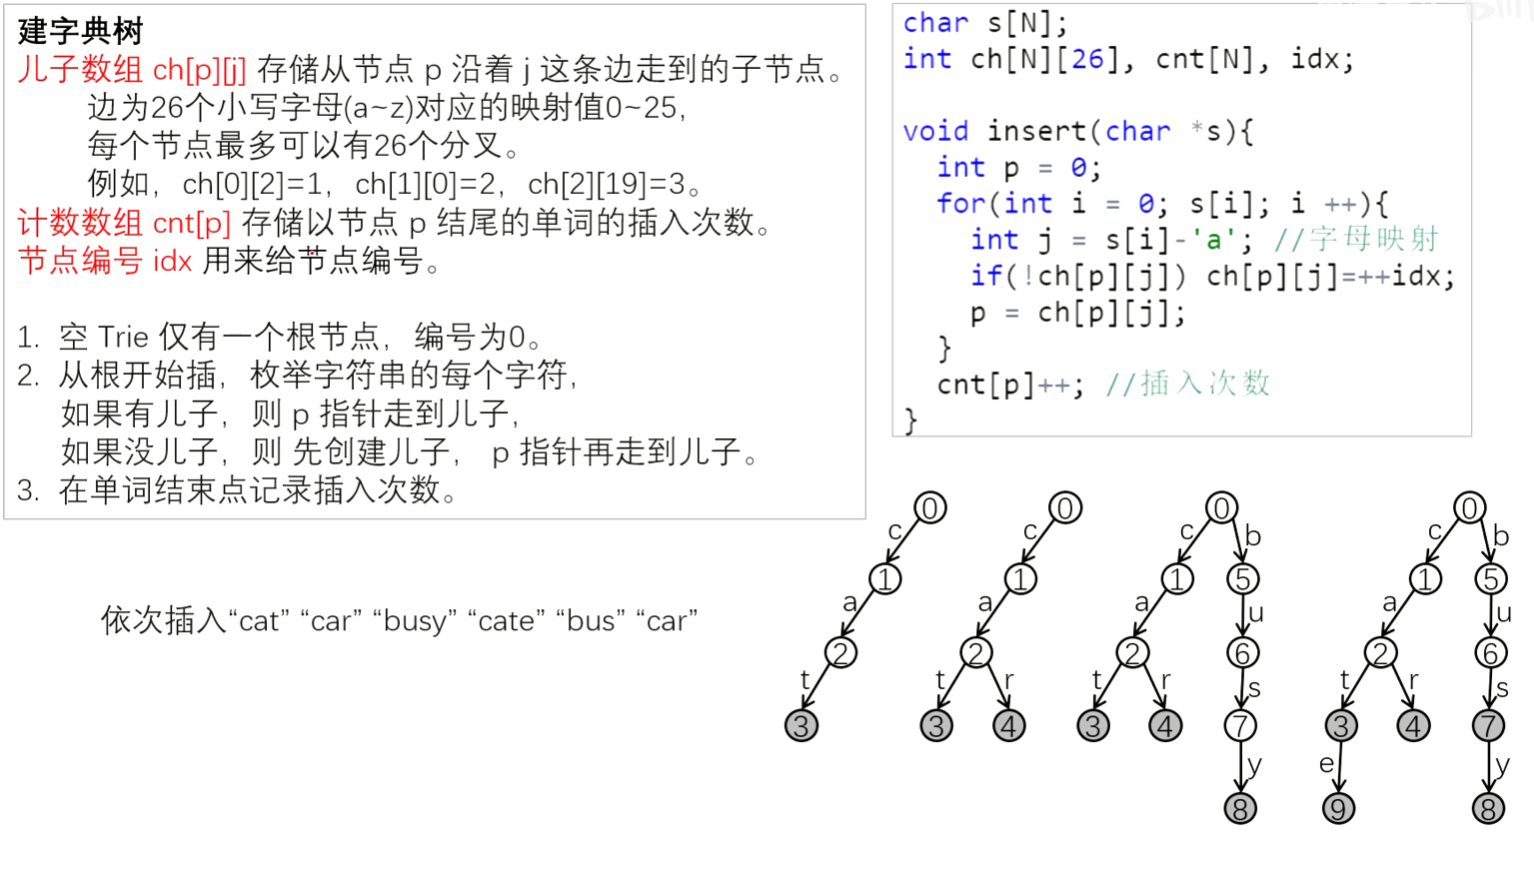 建字典树
儿子数组 ch[p][j] 存储从节点 p 沿着 j 这条边走到的子节点。
边为26个小写字母(a~z)对应的映射值0~25,
每个节点最多可以有26个分叉。
例如, ch[0][2]=1, ch[1][0]=2, ch[2][19]=3。
计数数组 cnt[p] 存储以节点 p 结尾的单词的插入次数。
节点编号 idx 用来给节点编号。
1. 空 Trie 仅有一个根节点, 编号为0。
2. 从根开始插, 枚举字符串的每个字符,
如果有儿子, 则 p 指针走到儿子,
如果没儿子, 则 先创建儿子, p 指针再走到儿子。
3. 在单词结束点记录插入次数。
char s[N];
int ch[N][26], cnt[N], idx;
void insert(char *s){
int p = 0;
for(int i = 0; s[i]; i ++){
int j = s[i]-'a'; //字母映射
if(!ch[p][j]) ch[p][j]=++idx;
p = ch[p][j];
}
cnt[p]++; //插入次数
}
依次插入“cat” “car” “busy” “cate” “bus” “car”
0
c
1
a
2
t
3
0
c
1
a
2
t r
3 4
0
c b
1 5
a u
2 6
t r s
3 4 7
y
8
0
c b
1 5
a u
2 6
t r s
3 4 7
e y
9 8